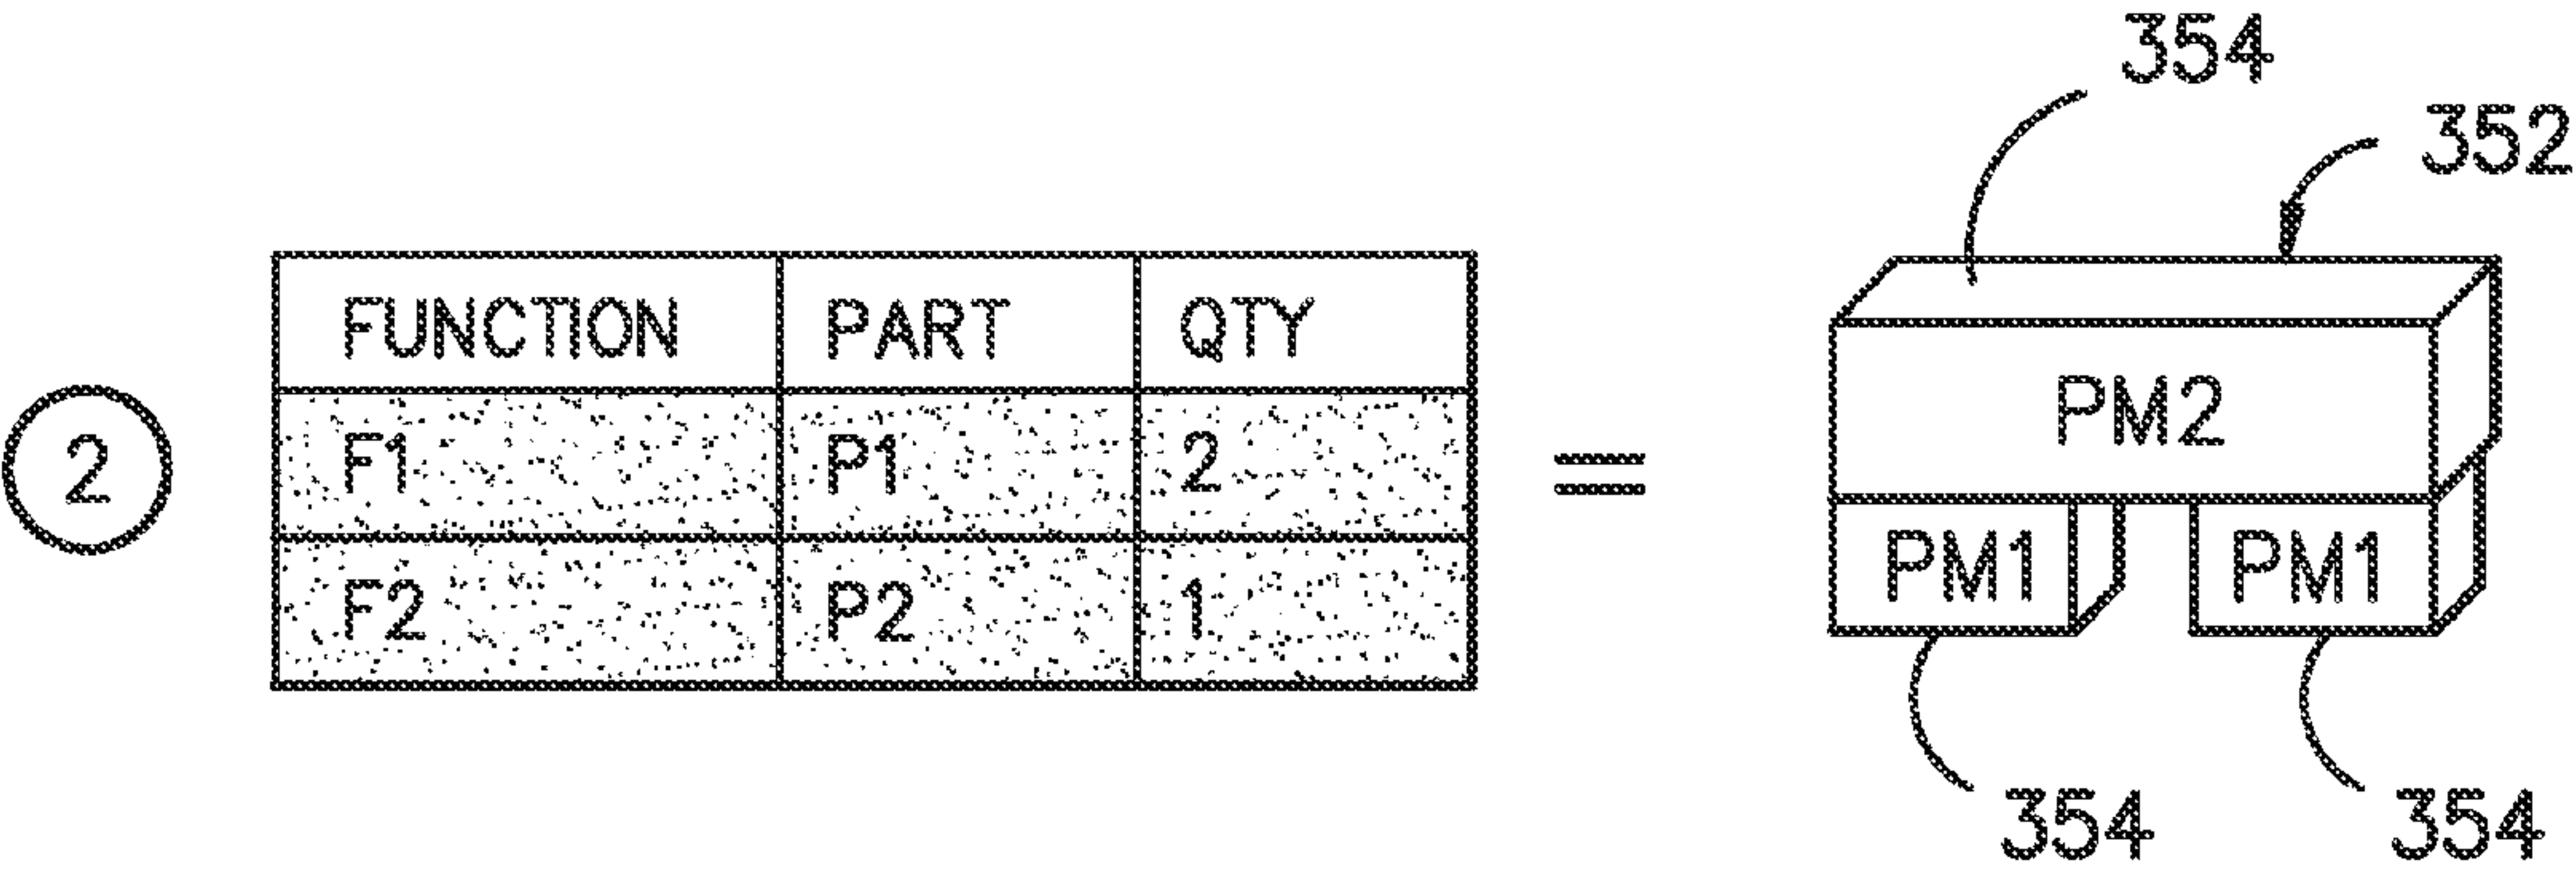 354
352
FUNCTION PART QTY
PM2
2
F1 P1 2
=
PM1 PM1
F2 P2 1
354 354